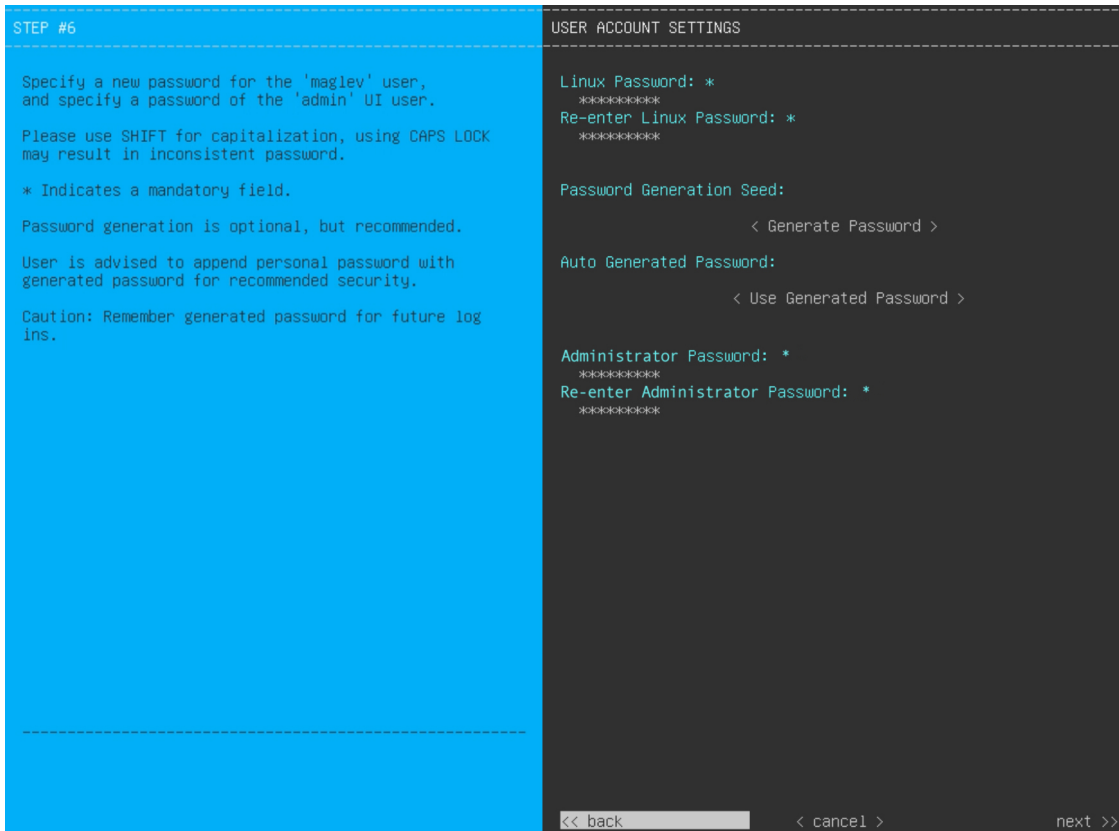 STEP #6
Specify a new password for the 'maglev' user,
and specify a password of the 'admin' UI user.
Please use SHIFT for capitalization, using CAPS LOCK
may result in inconsistent password.
* Indicates a mandatory field.
Password generation is optional, but recommended.
User is advised to append personal password with
generated password for recommended security.
Caution: Remember generated password for future log
ins.
USER ACCOUNT SETTINGS
Linux Password: *
*********
Re-enter Linux Password: *
*********
Password Generation Seed:
< Generate Password >
Auto Generated Password:
< Use Generated Password >
Administrator Password: *
*********
Re-enter Administrator Password: *
*********
<< back
< cancel >
next >>